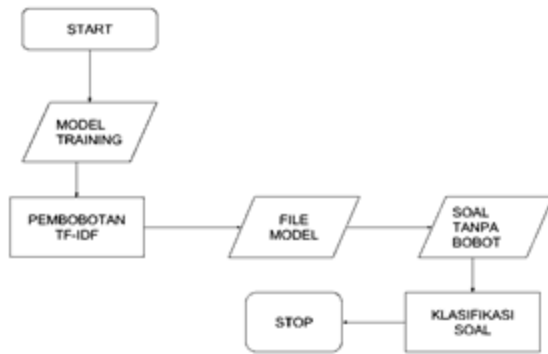 START
MODEL
TRAINING
PEMBOBOTAN
TF-IDF
FILE
MODEL
SOAL
TANPA
BOBOT
KLASIFIKASI
SOAL
STOP